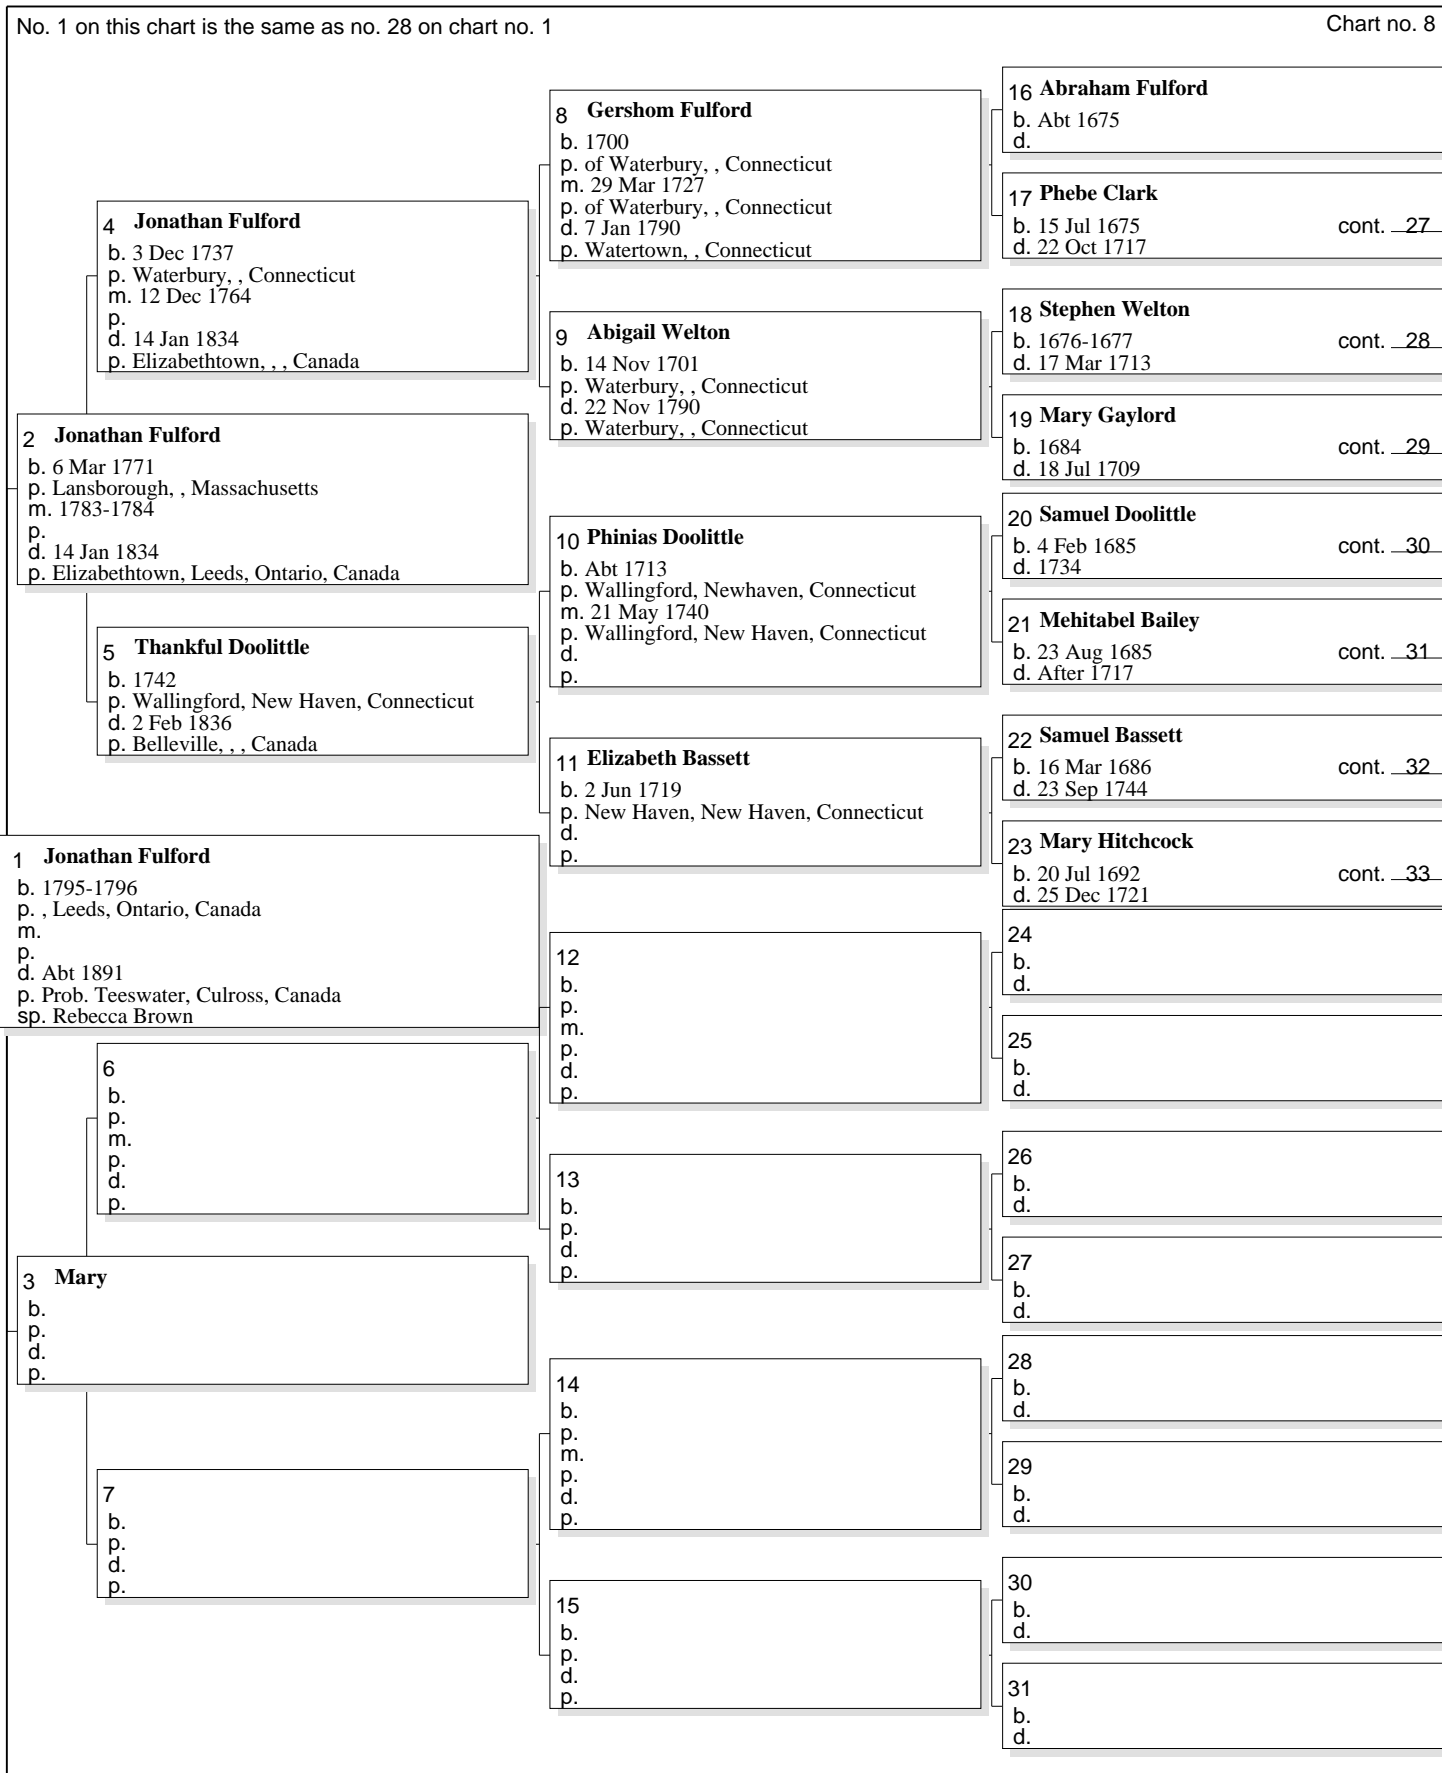 No. 1 on this chart is the same as no. 28 on chart no. 1
Chart no. 8
16 Abraham Fulford
b. Abt 1675
d.
8 Gershom Fulford
b. 1700
p. of Waterbury, , Connecticut
m. 29 Mar 1727
p. of Waterbury, , Connecticut
d. 7 Jan 1790
p. Watertown, , Connecticut
17 Phebe Clark
b. 15 Jul 1675 cont. 27
d. 22 Oct 1717
4 Jonathan Fulford
b. 3 Dec 1737
p. Waterbury, , Connecticut
m. 12 Dec 1764
p.
d. 14 Jan 1834
p. Elizabethtown, , , Canada
18 Stephen Welton
b. 1676-1677 cont. 28
d. 17 Mar 1713
9 Abigail Welton
b. 14 Nov 1701
p. Waterbury, , Connecticut
d. 22 Nov 1790
p. Waterbury, , Connecticut
19 Mary Gaylord
b. 1684 cont. 29
d. 18 Jul 1709
2 Jonathan Fulford
b. 6 Mar 1771
p. Lansborough, , Massachusetts
m. 1783-1784
p.
d. 14 Jan 1834
p. Elizabethtown, Leeds, Ontario, Canada
20 Samuel Doolittle
b. 4 Feb 1685 cont. 30
d. 1734
10 Phinias Doolittle
b. Abt 1713
p. Wallingford, Newhaven, Connecticut
m. 21 May 1740
p. Wallingford, New Haven, Connecticut
d.
p.
21 Mehitabel Bailey
b. 23 Aug 1685 cont. 31
d. After 1717
5 Thankful Doolittle
b. 1742
p. Wallingford, New Haven, Connecticut
d. 2 Feb 1836
p. Belleville, , , Canada
22 Samuel Bassett
b. 16 Mar 1686 cont. 32
d. 23 Sep 1744
11 Elizabeth Bassett
b. 2 Jun 1719
p. New Haven, New Haven, Connecticut
d.
p.
23 Mary Hitchcock
b. 20 Jul 1692 cont. 33
d. 25 Dec 1721
1 Jonathan Fulford
b. 1795-1796
p. , Leeds, Ontario, Canada
m.
p.
d. Abt 1891
p. Prob. Teeswater, Culross, Canada
sp. Rebecca Brown
24
b.
d.
12
b.
p.
m.
p.
d.
p.
25
b.
d.
6
b.
p.
m.
p.
d.
p.
26
b.
d.
13
b.
p.
d.
p.
27
b.
d.
3 Mary
b.
p.
d.
p.
28
b.
d.
14
b.
p.
m.
p.
d.
p.
29
b.
d.
7
b.
p.
d.
p.
30
b.
d.
15
b.
p.
d.
p.
31
b.
d.